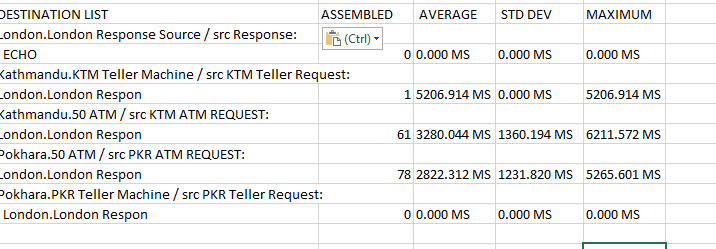 DESTINATION LIST ASSEMBLED AVERAGE STD DEV MAXIMUM
London.London Response Source / src Response: (Ctrl)
ECHO 0 0.000 MS 0.000 MS 0.000 MS
Kathmandu.KTM Teller Machine / src KTM Teller Request:
London.London Respon 1 5206.914 MS 0.000 MS 5206.914 MS
Kathmandu.50 ATM / src KTM ATM REQUEST:
London.London Respon 61 3280.044 MS 1360.194 MS 6211.572 MS
Pokhara.50 ATM / src PKR ATM REQUEST:
London.London Respon 78 2822.312 MS 1231.820 MS 5265.601 MS
Pokhara.PKR Teller Machine / src PKR Teller Request:
London.London Respon 0 0.000 MS 0.000 MS 0.000 MS